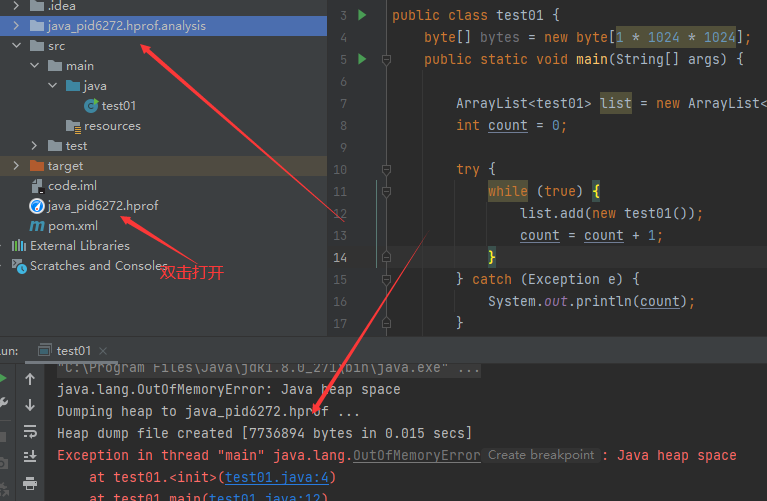 .idea
java_pid6272.hprof.analysis
src
main
java
test01
resources
test
target
code.iml
java_pid6272.hprof
pom.xml
External Libraries
Scratches and Consoles
双击打开
3 public class test01 {
4 byte[] bytes = new byte[1 * 1024 * 1024];
5 public static void main(String[] args) {
6
7 ArrayList<test01> list = new ArrayList<
8 int count = 0;
9
10 try {
11 while (true) {
12 list.add(new test01());
13 count = count + 1;
14 }
15 } catch (Exception e) {
16 System.out.println(count);
17 }
un: test01
"C:\Program Files\Java\jdk1.8.0_271\bin\java.exe" ...
java.lang.OutOfMemoryError: Java heap space
Dumping heap to java_pid6272.hprof ...
Heap dump file created [7736894 bytes in 0.015 secs]
Exception in thread "main" java.lang.OutOfMemoryError Create breakpoint : Java heap space
at test01.<init>(test01.java:4)
at test01.main(test01.java:12)